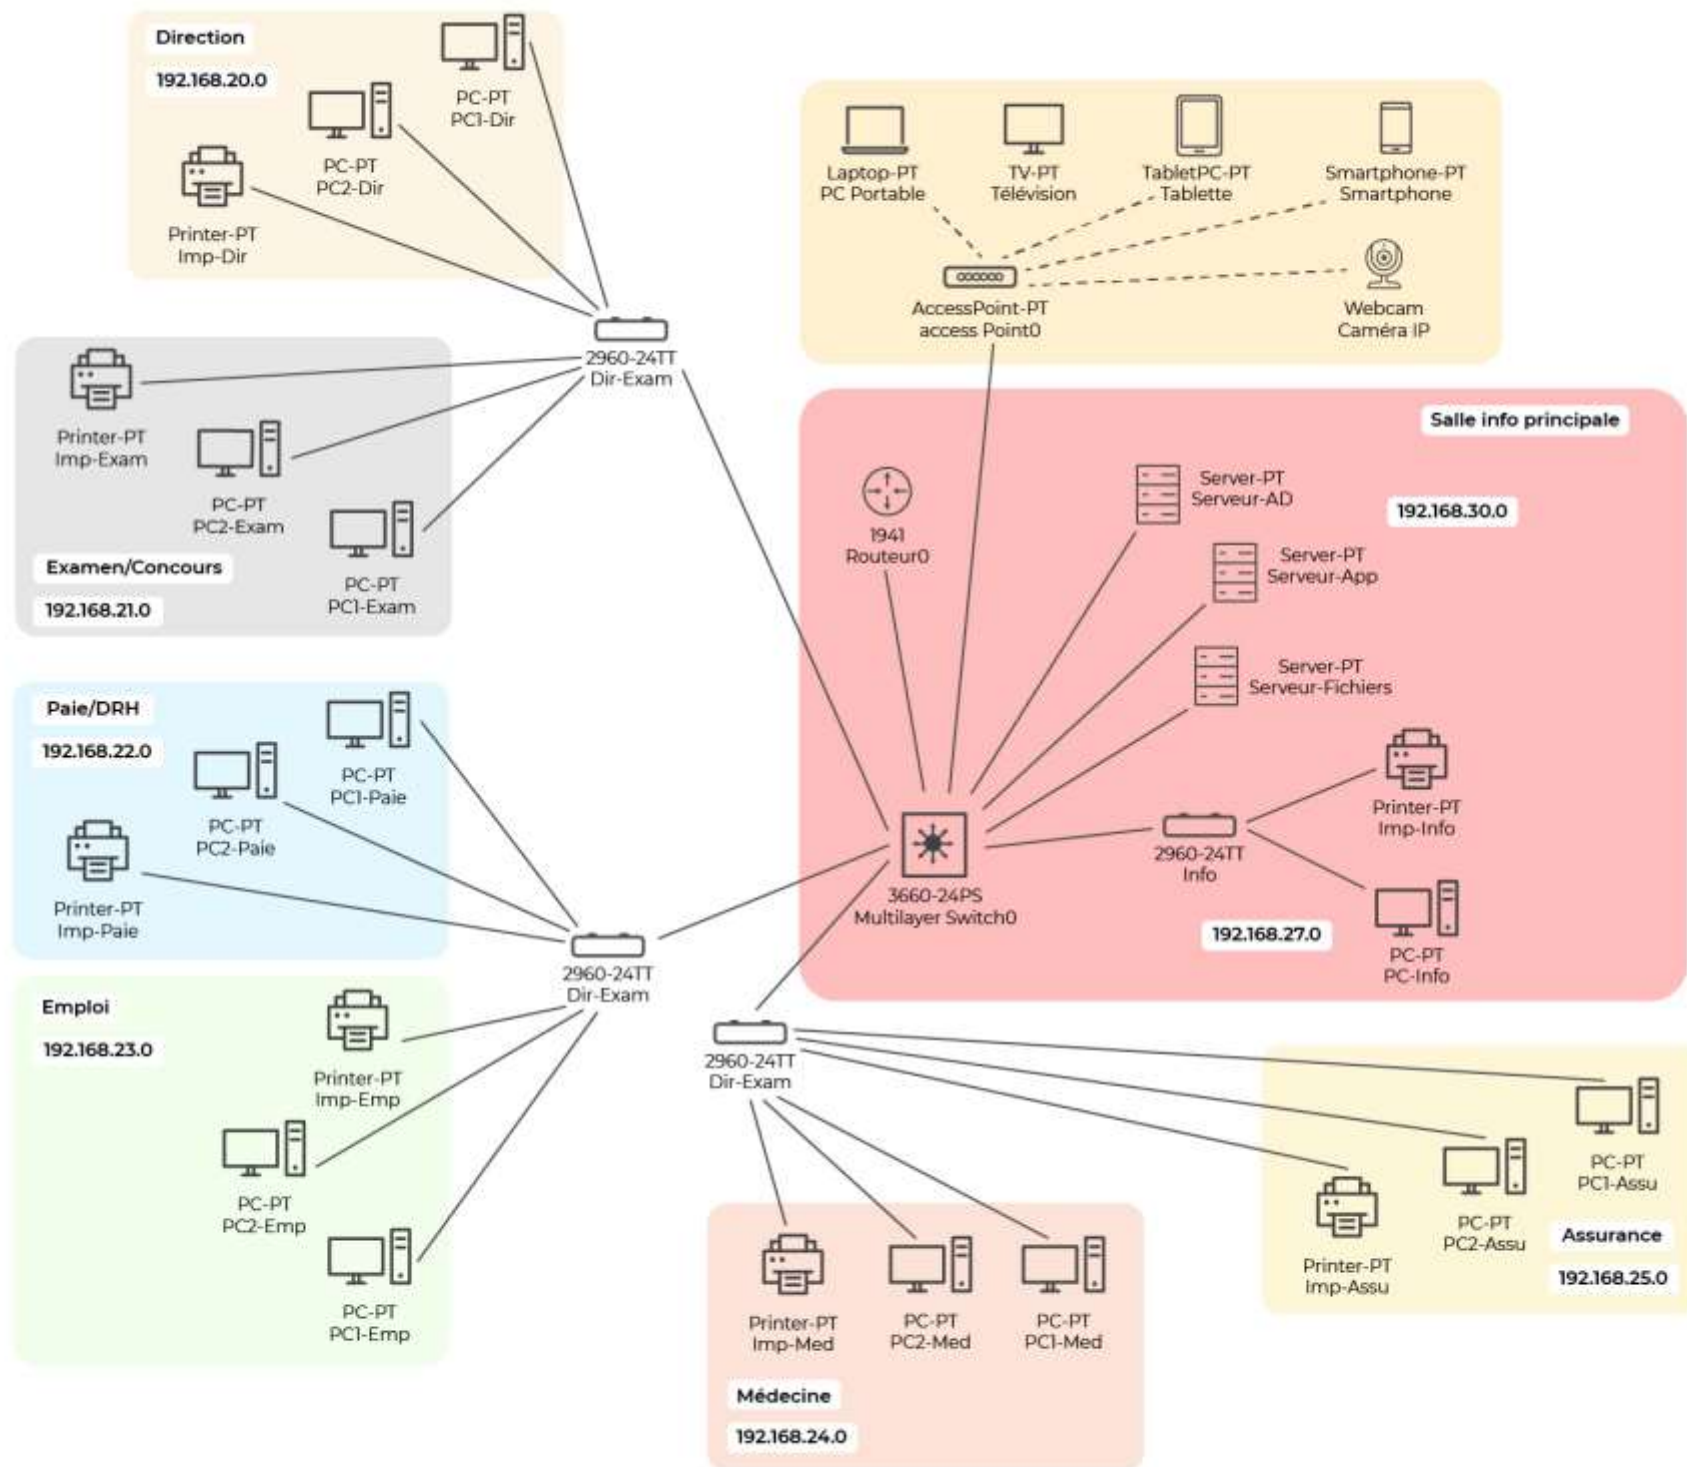 Direction
192.168.20.0
PC-PT
PC1-Dir
PC-PT
PC2-Dir
Printer-PT
Imp-Dir
2960-24TT
Dir-Exam
Printer-PT
Imp-Exam
PC-PT
PC2-Exam
PC-PT
PC1-Exam
Examen/Concours
192.168.21.0
Paie/DRH
192.168.22.0
PC-PT
PC1-Paie
PC-PT
PC2-Paie
Printer-PT
Imp-Paie
2960-24TT
Dir-Exam
Emploi
192.168.23.0
Printer-PT
Imp-Emp
PC-PT
PC2-Emp
PC-PT
PC1-Emp
Laptop-PT
PC Portable
TV-PT
Télévision
TabletPC-PT
Tablette
Smartphone-PT
Smartphone
AccessPoint-PT
access Point0
Webcam
Caméra IP
Salle info principale
192.168.30.0
1941
Routeur0
Server-PT
Serveur-AD
Server-PT
Serveur-App
Server-PT
Serveur-Fichiers
3660-24PS
Multilayer Switch0
2960-24TT
Info
Printer-PT
Imp-Info
PC-PT
PC-Info
192.168.27.0
2960-24TT
Dir-Exam
Printer-PT
Imp-Med
PC-PT
PC2-Med
PC-PT
PC1-Med
Médecine
192.168.24.0
PC-PT
PC1-Assu
PC-PT
PC2-Assu
Printer-PT
Imp-Assu
Assurance
192.168.25.0